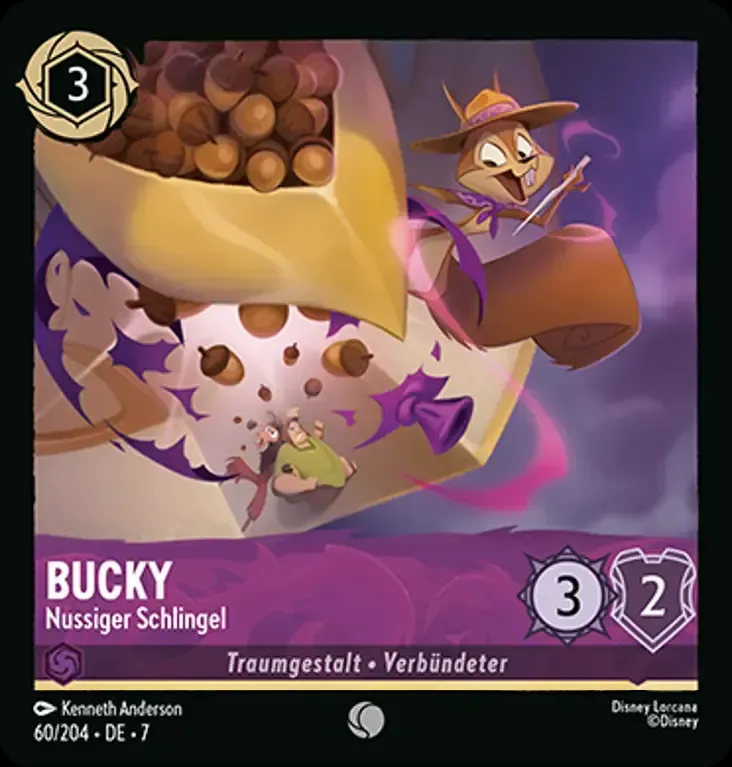 3
BUCKY
Nussiger Schlingel
3
2
Traumgestalt • Verbündeter
Kenneth Anderson
60/204 • DE • 7
Disney Lorcana
©Disney